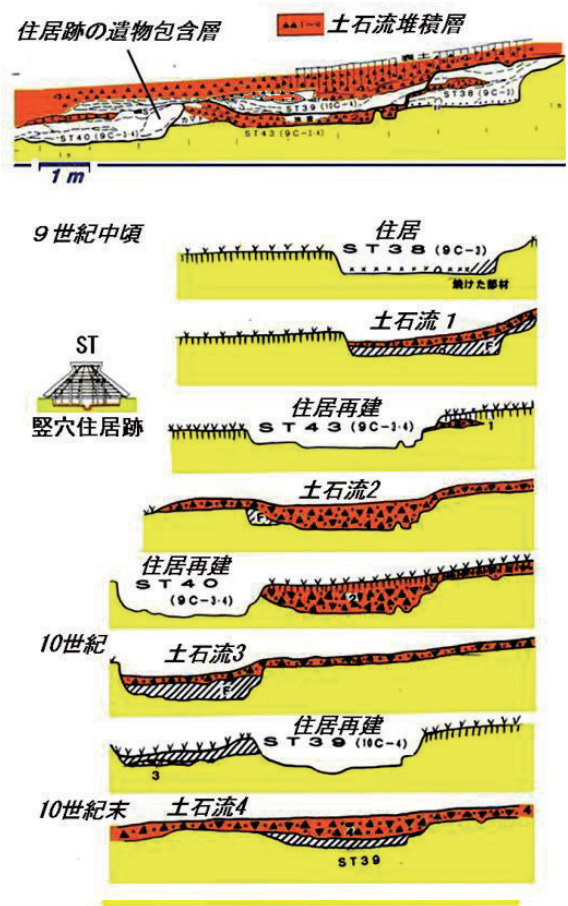 住居跡の遺物包含層
▲▲1~6 土石流堆積層
表土
ST39(10C-4)
ST38(9C-3)
ST40(9C-3·4)
ST43(9C-3·4)
1 m
9世紀中頃
住居
ST38(9C-3)
焼けた部材
土石流1
F
ST
竪穴住居跡
住居再建
ST43(9C-3·4)
1
土石流2
F
住居再建
ST40
(9C-3·4)
2
10世紀
土石流3
F
住居再建
ST39(10C-4)
3
10世紀末
土石流4
4
ST39